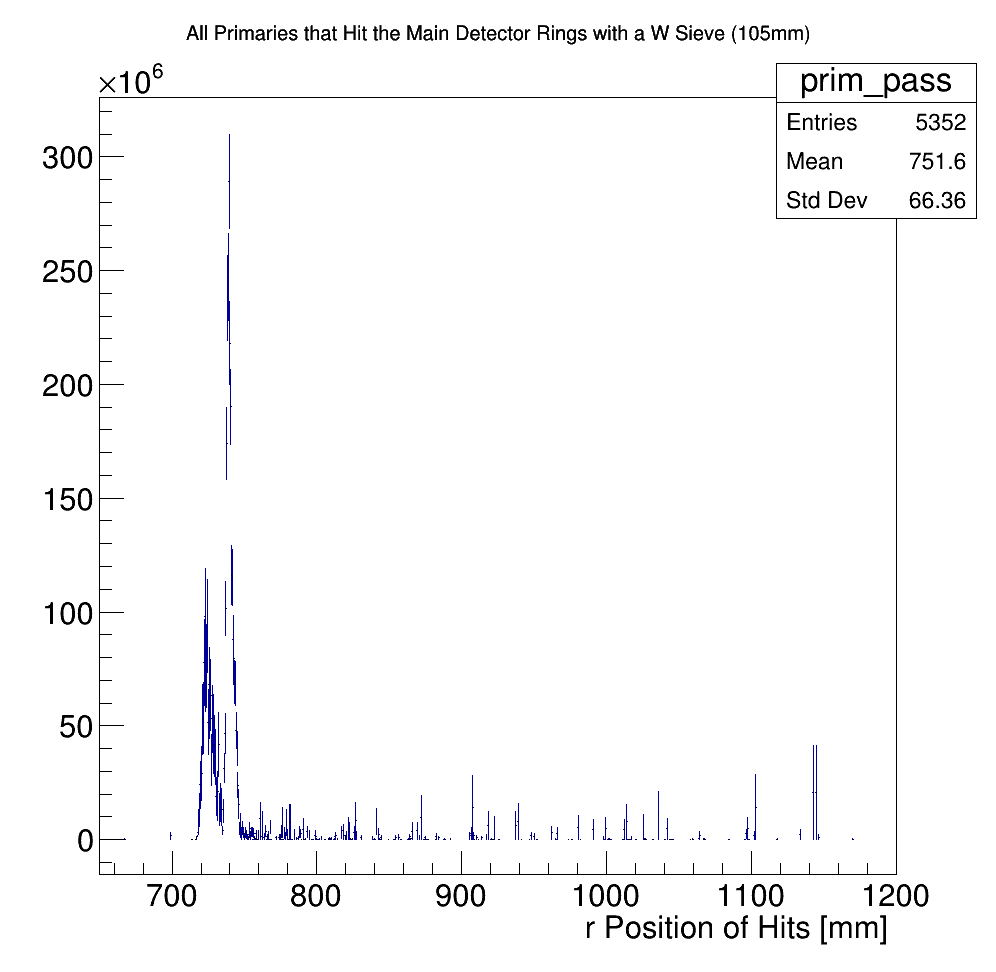 All Primaries that Hit the Main Detector Rings with a W Sieve (105mm)
×10⁶
prim_pass
Entries 5352
Mean 751.6
Std Dev 66.36
300
250
200
150
100
50
0
700 800 900 1000 1100 1200
r Position of Hits [mm]